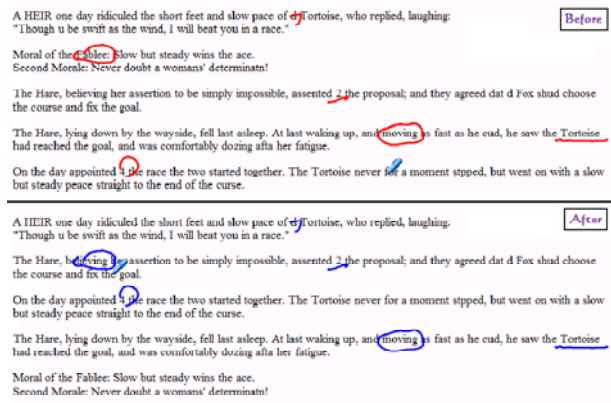 A HEIR one day ridiculed the short feet and slow pace of d Tortoise, who replied, laughing:
Before
"Though u be swift as the wind, I will beat you in a race."
Moral of the Fablee: Slow but steady wins the ace.
Second Morale: Never doubt a womans' determinatn!
The Hare, believing her assertion to be simply impossible, assented 2 the proposal; and they agreed dat d Fox shud choose
the course and fix the goal.
The Hare, lying down by the wayside, fell last asleep. At last waking up, and moving as fast as he cud, he saw the Tortoise
had reached the goal, and was comfortably dozing afta her fatigue.
On the day appointed 4 the race the two started together. The Tortoise never for a moment stpped, but went on with a slow
but steady peace straight to the end of the curse.
A HEIR one day ridiculed the short feet and slow pace of d Tortoise, who replied, laughing:
After
"Though u be swift as the wind, I will beat you in a race."
The Hare, believing her assertion to be simply impossible, assented 2 the proposal; and they agreed dat d Fox shud choose
the course and fix the goal.
On the day appointed 4 the race the two started together. The Tortoise never for a moment stpped, but went on with a slow
but steady peace straight to the end of the curse.
The Hare, lying down by the wayside, fell last asleep. At last waking up, and moving as fast as he cud, he saw the Tortoise
had reached the goal, and was comfortably dozing afta her fatigue.
Moral of the Fablee: Slow but steady wins the ace.
Second Morale: Never doubt a womans' determinatn!